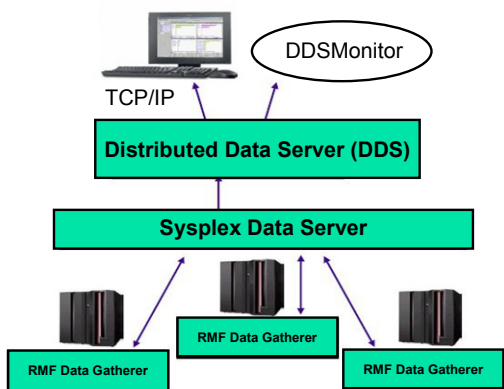 DDSMonitor
TCP/IP
Distributed Data Server (DDS)
Sysplex Data Server
RMF Data Gatherer
RMF Data Gatherer
RMF Data Gatherer